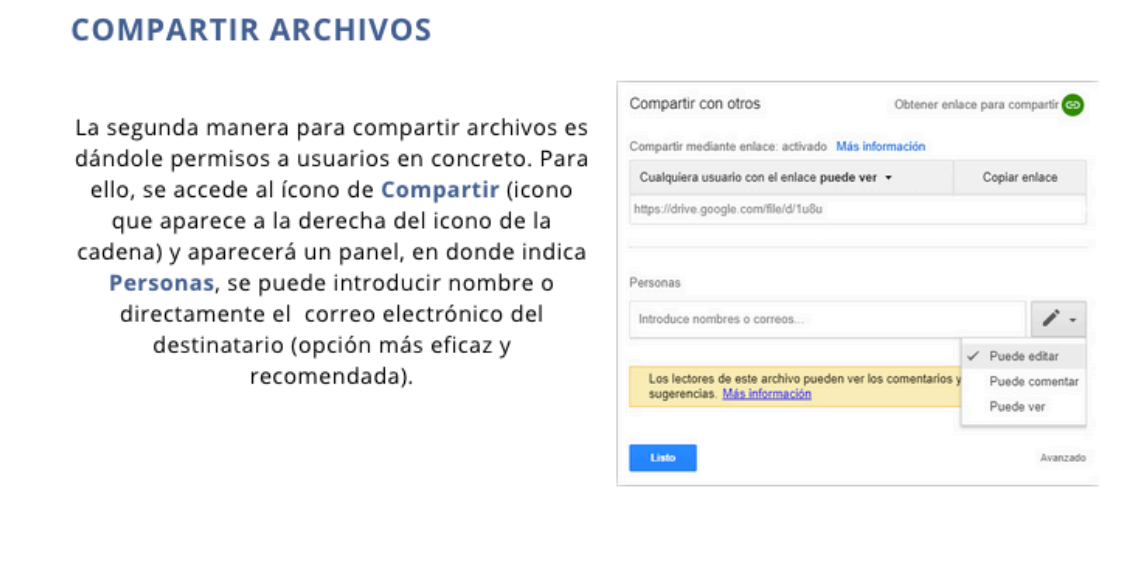 COMPARTIR ARCHIVOS
La segunda manera para compartir archivos es
dándole permisos a usuarios en concreto. Para
ello, se accede al ícono de Compartir (icono
que aparece a la derecha del icono de la
cadena) y aparecerá un panel, en donde indica
Personas, se puede introducir nombre o
directamente el  correo electrónico del
destinatario (opción más eficaz y
recomendada).
Compartir con otros
Obtener enlace para compartir
Compartir mediante enlace: activado Más información
Cualquiera usuario con el enlace puede ver
Copiar enlace
https://drive.google.com/file/d/1u8u
Personas
Introduce nombres o correos...
Puede editar
Puede comentar
Puede ver
Los lectores de este archivo pueden ver los comentarios y
sugerencias. Más información
Listo
Avanzado